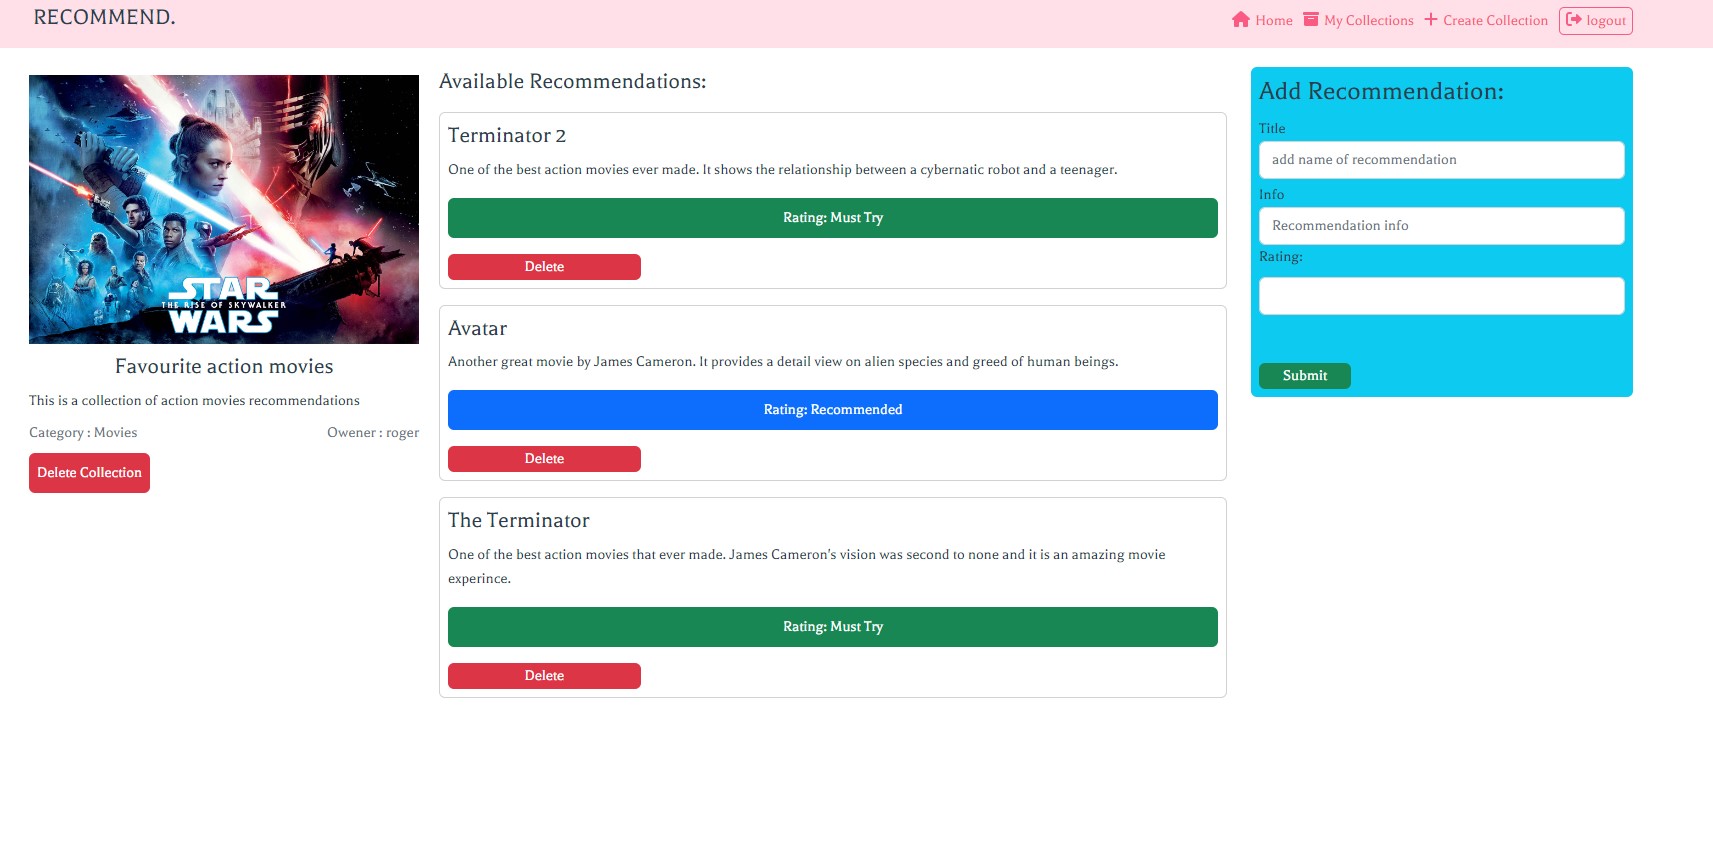 RECOMMEND.
Home
My Collections
Create Collection
logout
STAR
THE RISE OF SKYWALKER
WARS
Favourite action movies
This is a collection of action movies recommendations
Category : Movies
Owener : roger
Delete Collection
Available Recommendations:
Terminator 2
One of the best action movies ever made. It shows the relationship between a cybernatic robot and a teenager.
Rating: Must Try
Delete
Avatar
Another great movie by James Cameron. It provides a detail view on alien species and greed of human beings.
Rating: Recommended
Delete
The Terminator
One of the best action movies that ever made. James Cameron's vision was second to none and it is an amazing movie
experince.
Rating: Must Try
Delete
Add Recommendation:
Title
add name of recommendation
Info
Recommendation info
Rating:
Submit